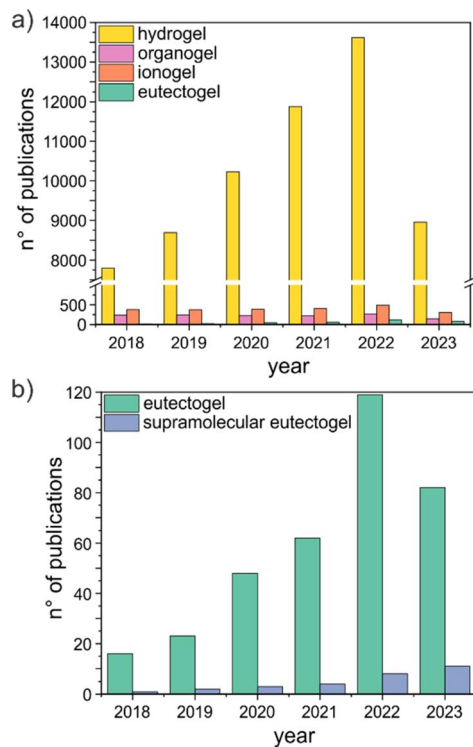 a)
14000
13000
12000
11000
10000
9000
8000
500
0
n° of publications
hydrogel
organogel
ionogel
eutectogel
2018 2019 2020 2021 2022 2023
year
b)
120
100
80
60
40
20
0
n° of publications
eutectogel
supramolecular eutectogel
2018 2019 2020 2021 2022 2023
year